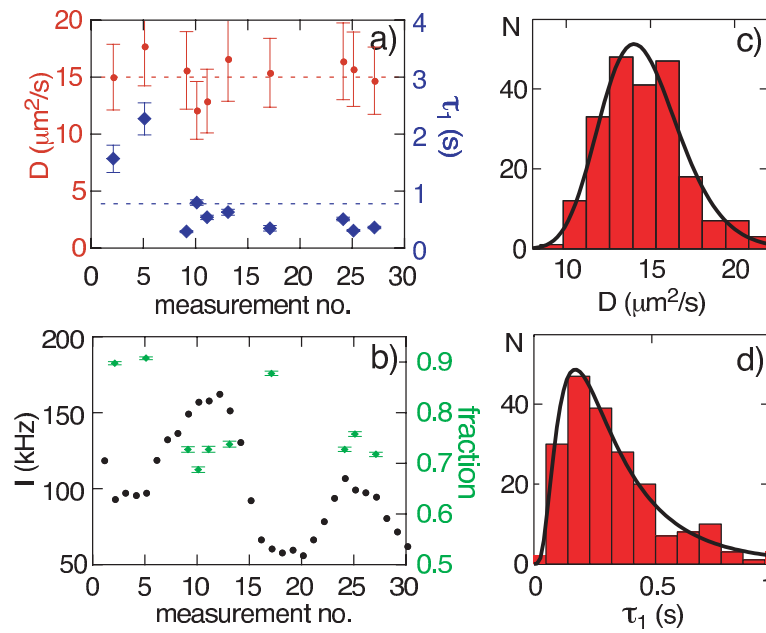 a)
20
15
10
5
0
D (μm²/s)
4
3
2
1
0
τ₁ (s)
0 5 10 15 20 25 30
measurement no.
b)
200
150
100
50
I (kHz)
0.9
0.8
0.7
0.6
0.5
fraction
0 5 10 15 20 25 30
measurement no.
c)
N
40
20
0
10 15 20
D (μm²/s)
d)
N
40
20
0
0 0.5
τ₁ (s)